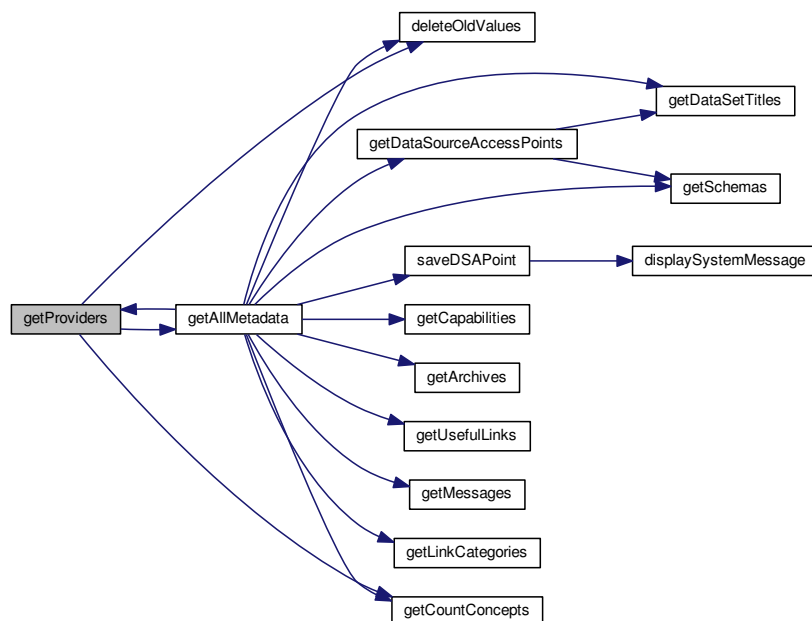 deleteOldValues
getDataSetTitles
getDataSourceAccessPoints
getSchemas
saveDSAPoint
displaySystemMessage
getProviders
getAllMetadata
getCapabilities
getArchives
getUsefulLinks
getMessages
getLinkCategories
getCountConcepts